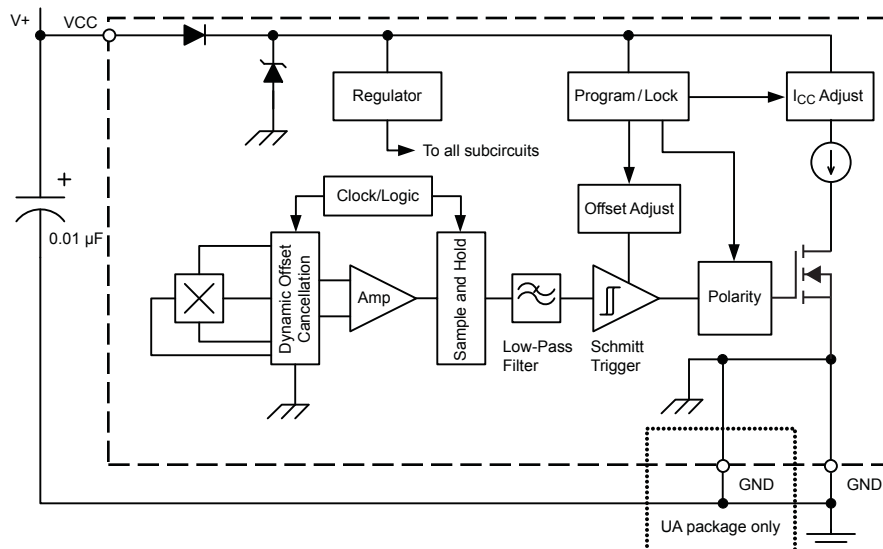 V+
VCC
Regulator
Program/Lock
ICC Adjust
To all subcircuits
+
0.01 µF
Clock/Logic
Offset Adjust
Dynamic Offset
Cancellation
Amp
Sample and Hold
Polarity
Low-Pass
Filter
Schmitt
Trigger
GND
GND
UA package only